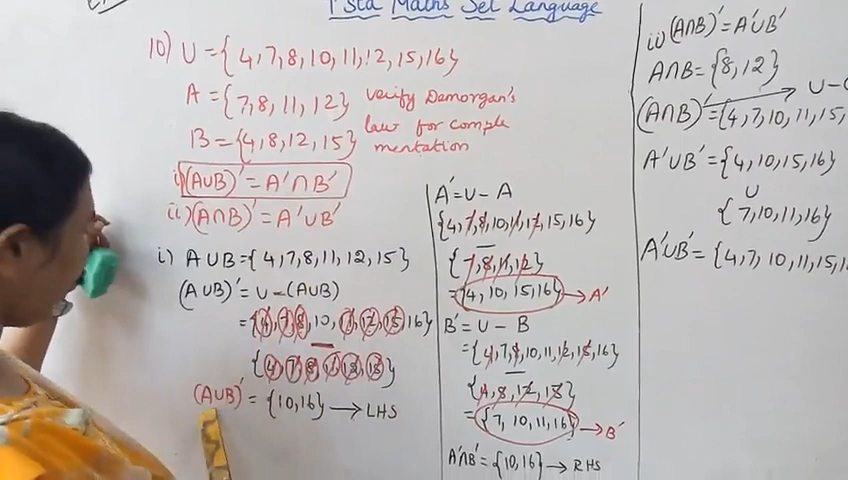 Std Maths Set Language
10) U = { 4, 7, 8, 10, 11, 12, 15, 16 }
A = { 7, 8, 11, 12 }
B = { 4, 8, 12, 15 }
verify Demorgan's
law for comple
mentation
i) (A∪B)' = A'∩B'
ii) (A∩B)' = A'∪B'
i) A∪B = { 4, 7, 8, 11, 12, 15 }
(A∪B)' = U – (A∪B)
= { 4, 7, 8, 10, 11, 12, 15, 16 }
{ 4, 7, 8, 11, 12, 15 }
(A∪B)' = { 10, 16 } → LHS
A' = U – A
{ 4, 7, 8, 10, 11, 12, 15, 16 }
{ 7, 8, 11, 12 }
= { 4, 10, 15, 16 } → A'
B' = U – B
= { 4, 7, 8, 10, 11, 12, 15, 16 }
{ 4, 8, 12, 15 }
= { 7, 10, 11, 16 } → B'
A'∩B' = { 10, 16 } → RHS
ii) (A∩B)' = A'∪B'
A∩B = { 8, 12 }
U –
(A∩B)' = { 4, 7, 10, 11, 15,
A'∪B' = { 4, 10, 15, 16 }
∪
{ 7, 10, 11, 16 }
A'∪B' = { 4, 7, 10, 11, 15,